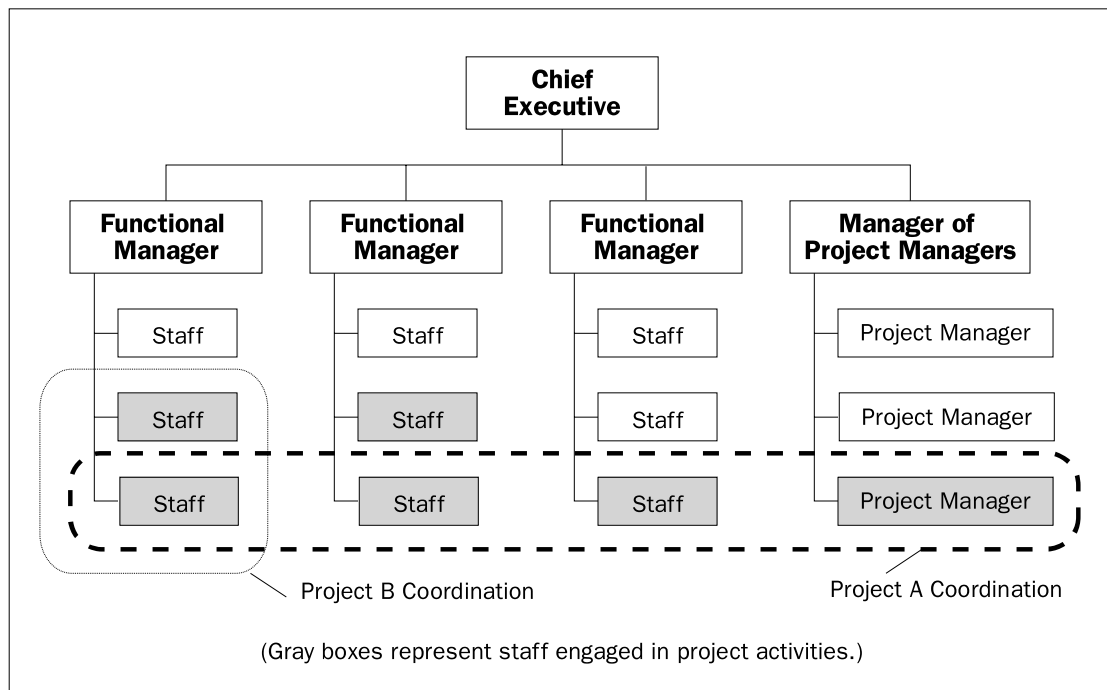 Chief
Executive
Functional
Manager
Functional
Manager
Functional
Manager
Manager of
Project Managers
Staff
Staff
Staff
Project Manager
Staff
Staff
Staff
Project Manager
Staff
Staff
Staff
Project Manager
Project B Coordination
Project A Coordination
(Gray boxes represent staff engaged in project activities.)